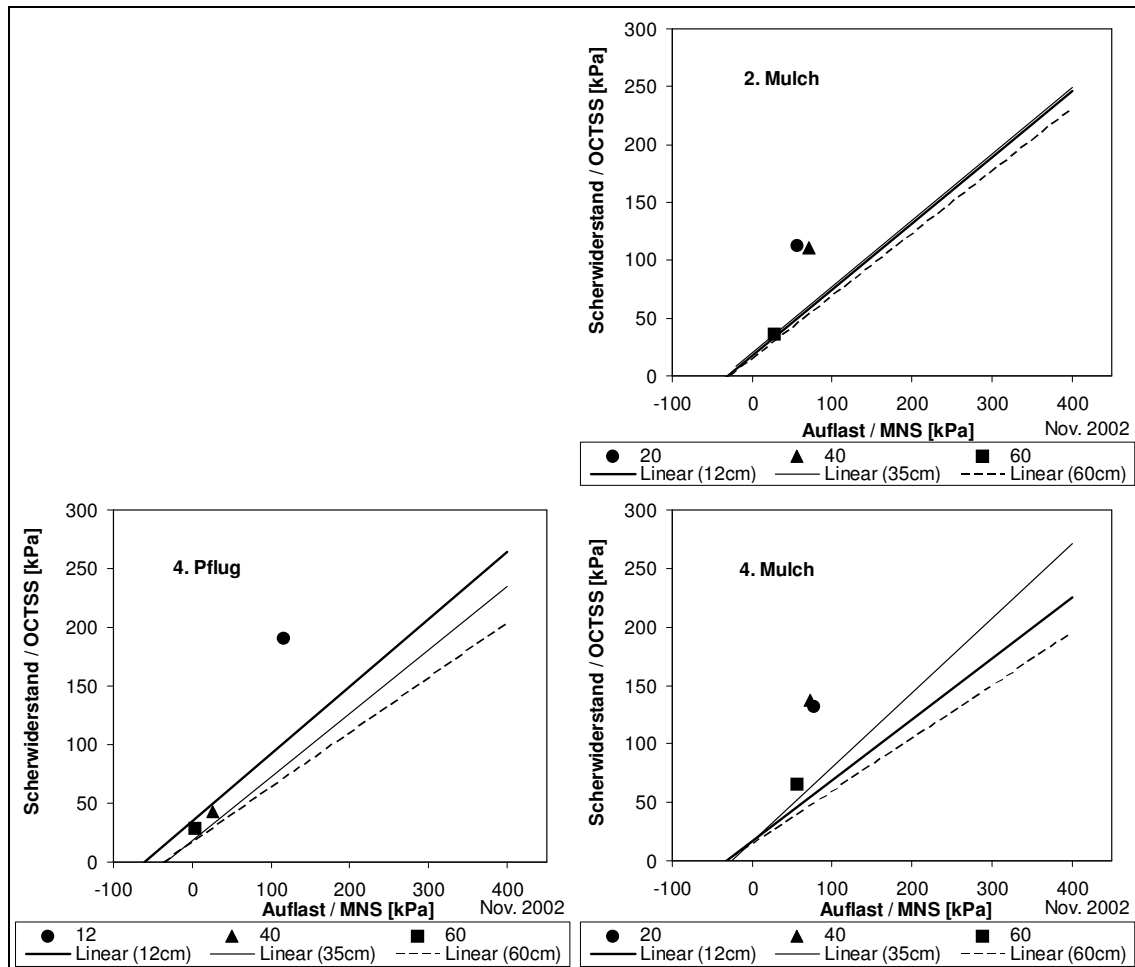 300
250
200
150
100
50
0
Scherwiderstand / OCTSS [kPa]
2. Mulch
-100 0 100 200 300 400
Auflast / MNS [kPa] Nov. 2002
20 40 60
Linear (12cm) Linear (35cm) Linear (60cm)
300
250
200
150
100
50
0
Scherwiderstand / OCTSS [kPa]
4. Pflug
-100 0 100 200 300 400
Auflast / MNS [kPa] Nov. 2002
12 40 60
Linear (12cm) Linear (35cm) Linear (60cm)
300
250
200
150
100
50
0
Scherwiderstand / OCTSS [kPa]
4. Mulch
-100 0 100 200 300 400
Auflast / MNS [kPa] Nov. 2002
20 40 60
Linear (12cm) Linear (35cm) Linear (60cm)